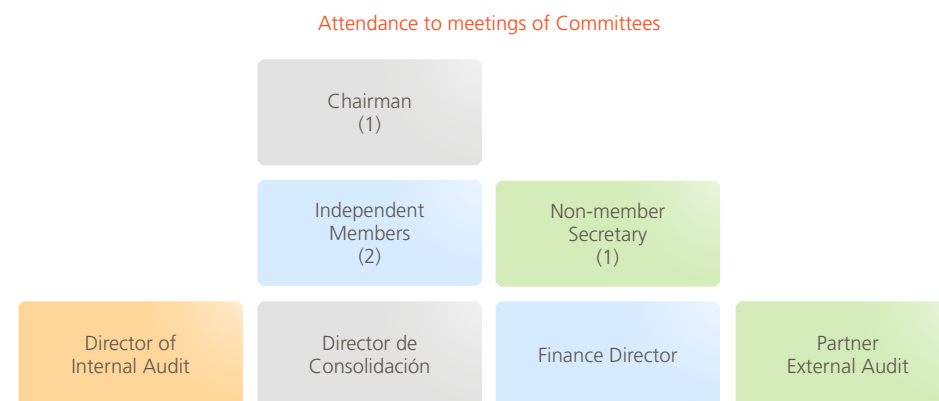 Attendance to meetings of Committees
Chairman
(1)
Independent
Members
(2)
Non-member
Secretary
(1)
Director of
Internal Audit
Director de
Consolidación
Finance Director
Partner
External Audit